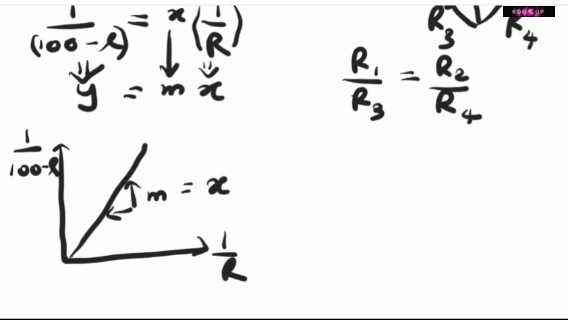 1/(100-l) = x(1/R)
y = m x
R3 R4
R1/R3 = R2/R4
1/100-l
m = x
1/R